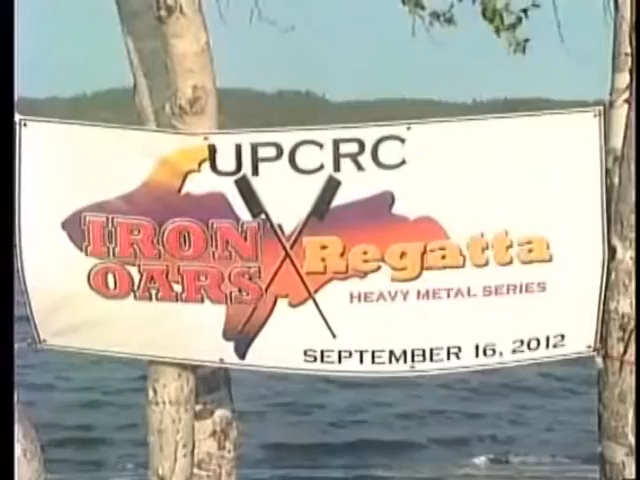 UPCRC
IRON
OARS
Regatta
HEAVY METAL SERIES
SEPTEMBER 16, 2012